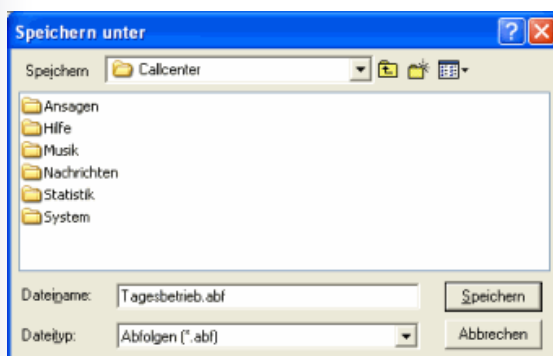 Speichern unter
Speichern Callcenter
Ansagen
Hilfe
Musik
Nachrichten
Statistik
System
Dateiname: Tagesbetrieb.abf Speichern
Dateityp: Abfolgen (*.abf) Abbrechen